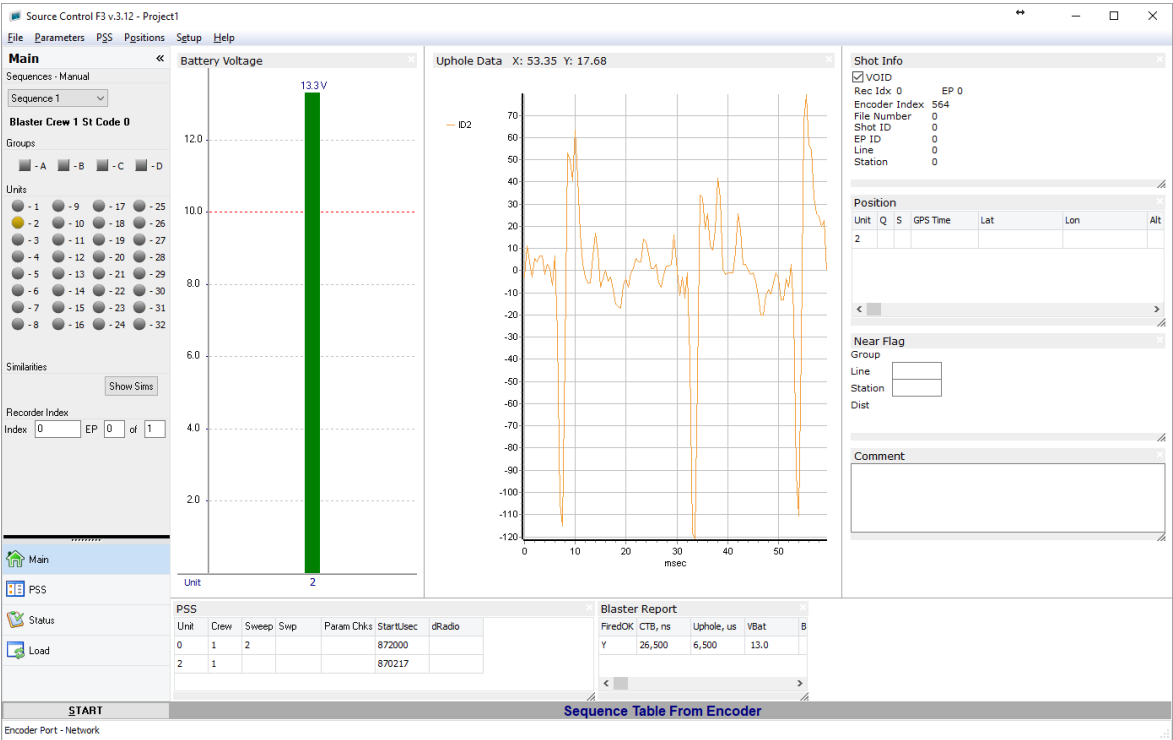 Source Control F3 v.3.12 - Project1
File Parameters PSS Positions Setup Help
Main «
Sequences - Manual
Sequence 1
Blaster Crew 1 St Code 0
Groups
- A - B - C - D
Units
- 1 - 9 - 17 - 25
- 2 - 10 - 18 - 26
- 3 - 11 - 19 - 27
- 4 - 12 - 20 - 28
- 5 - 13 - 21 - 29
- 6 - 14 - 22 - 30
- 7 - 15 - 23 - 31
- 8 - 16 - 24 - 32
Similarities
Show Sims
Recorder Index
Index 0 EP 0 of 1
Main
PSS
Status
Load
START
Encoder Port - Network
Battery Voltage
13.3 V
12.0
10.0
8.0
6.0
4.0
2.0
Unit 2
Uphole Data X: 53.35 Y: 17.68
ID2
70
60
50
40
30
20
10
0
-10
-20
-30
-40
-50
-60
-70
-80
-90
-100
-110
-120
0 10 20 30 40 50
msec
Shot Info
VOID
Rec Idx 0 EP 0
Encoder Index 564
File Number 0
Shot ID 0
EP ID 0
Line 0
Station 0
Position
Unit Q S GPS Time Lat Lon Alt
2
Near Flag
Group
Line
Station
Dist
Comment
PSS
Unit Crew Sweep Swp Param Chks StartUsec dRadio
0 1 2 872000
2 1 870217
Blaster Report
FiredOK CTB, ns Uphole, us VBat B
Y 26,500 6,500 13.0
Sequence Table From Encoder